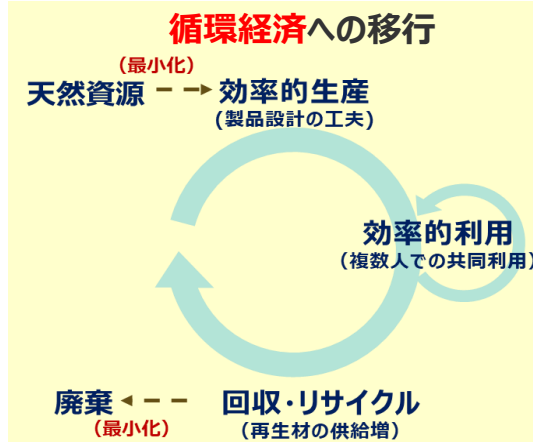 循環経済への移行
（最小化）
天然資源
効率的生産
(製品設計の工夫)
効率的利用
（複数人での共同利用）
廃棄
（最小化）
回収・リサイクル
（再生材の供給増）